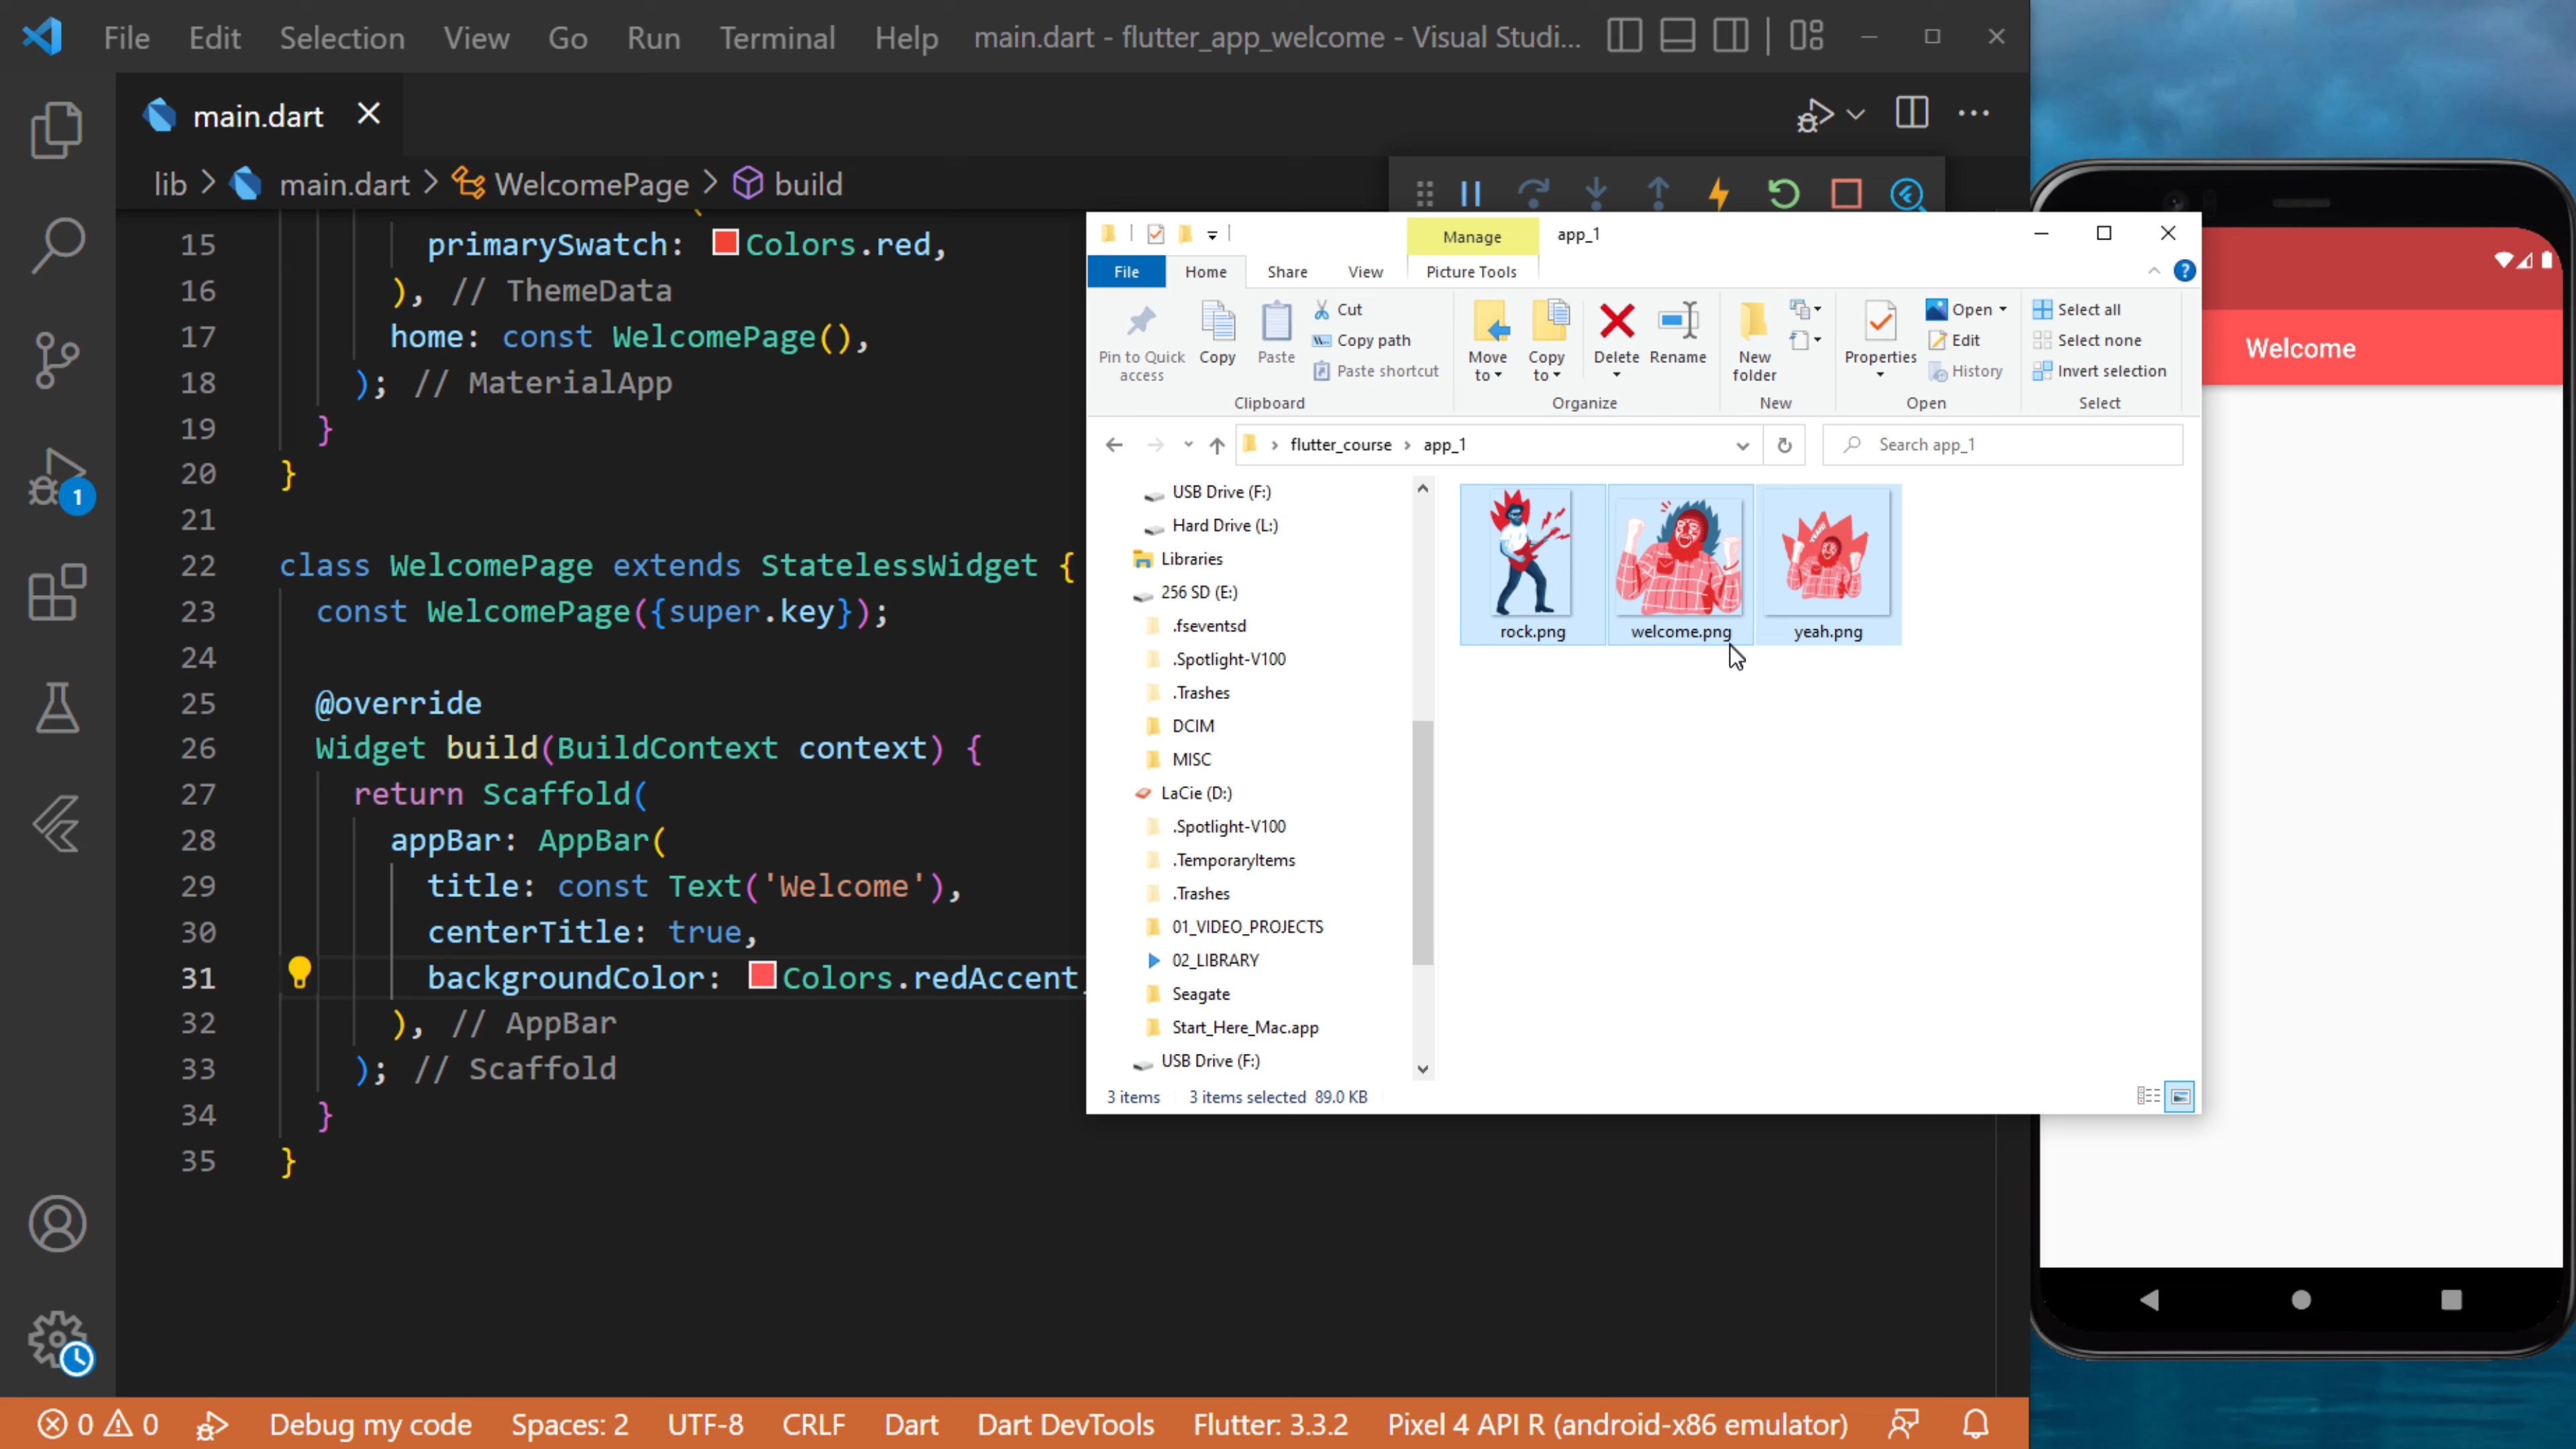 File Edit Selection View Go Run Terminal Help main.dart - flutter_app_welcome - Visual Studi...
main.dart
lib > main.dart > WelcomePage > build
15 primarySwatch: Colors.red,
16 ), // ThemeData
17 home: const WelcomePage(),
18 ); // MaterialApp
19 }
20 }
21
22 class WelcomePage extends StatelessWidget {
23 const WelcomePage({super.key});
24
25 @override
26 Widget build(BuildContext context) {
27 return Scaffold(
28 appBar: AppBar(
29 title: const Text('Welcome'),
30 centerTitle: true,
31 backgroundColor: Colors.redAccent,
32 ), // AppBar
33 ); // Scaffold
34 }
35 }
1
Manage app_1
File Home Share View Picture Tools
Pin to Quick access
Copy
Paste
Cut
Copy path
Paste shortcut
Clipboard
Move to
Copy to
Delete
Rename
Organize
New folder
New
Properties
Open
Edit
History
Open
Select all
Select none
Invert selection
Select
flutter_course > app_1
Search app_1
USB Drive (F:)
Hard Drive (L:)
Libraries
256 SD (E:)
.fseventsd
.Spotlight-V100
.Trashes
DCIM
MISC
LaCie (D:)
.Spotlight-V100
.TemporaryItems
.Trashes
01_VIDEO_PROJECTS
02_LIBRARY
Seagate
Start_Here_Mac.app
USB Drive (F:)
YEAH!
rock.png welcome.png yeah.png
3 items 3 items selected 89.0 KB
Welcome
0 0 Debug my code Spaces: 2 UTF-8 CRLF Dart Dart DevTools Flutter: 3.3.2 Pixel 4 API R (android-x86 emulator)